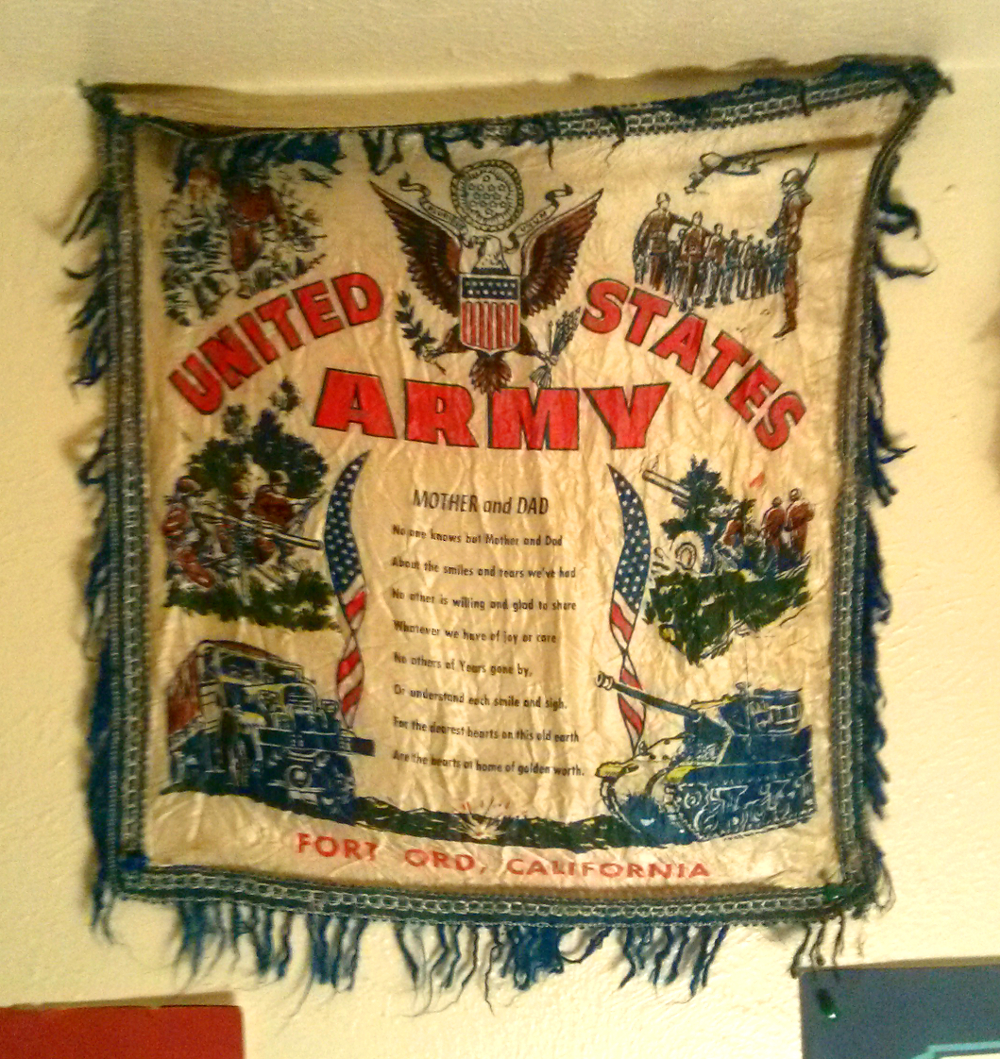 UNITED STATES
ARMY
MOTHER and DAD
No one knows but Mother and Dad
About the smiles and tears we've had
No other is willing and glad to share
Whatever we have of joy or care
No others of Years gone by,
Or understand each smile and sigh.
For the dearest hearts on this old earth
Are the hearts at home of golden worth.
FORT ORD, CALIFORNIA